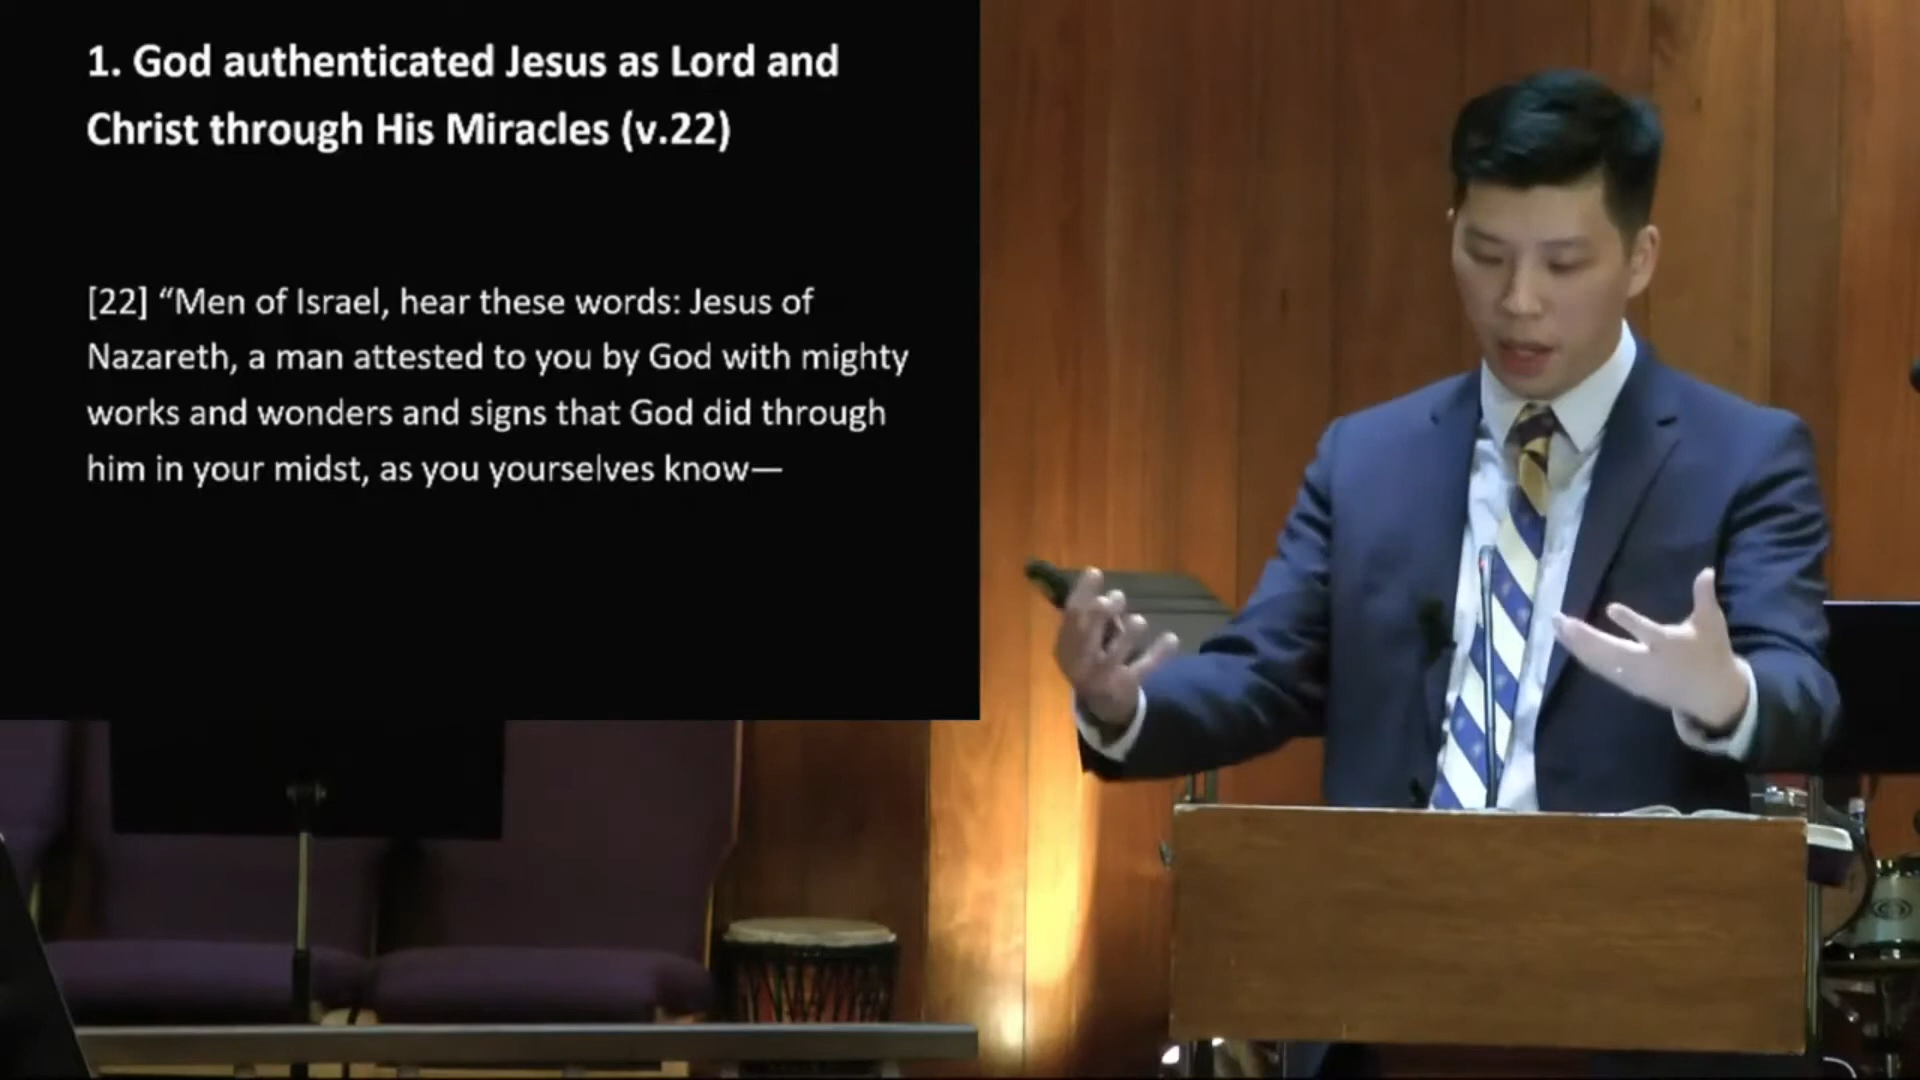 1. God authenticated Jesus as Lord and
Christ through His Miracles (v.22)
[22] “Men of Israel, hear these words: Jesus of
Nazareth, a man attested to you by God with mighty
works and wonders and signs that God did through
him in your midst, as you yourselves know—